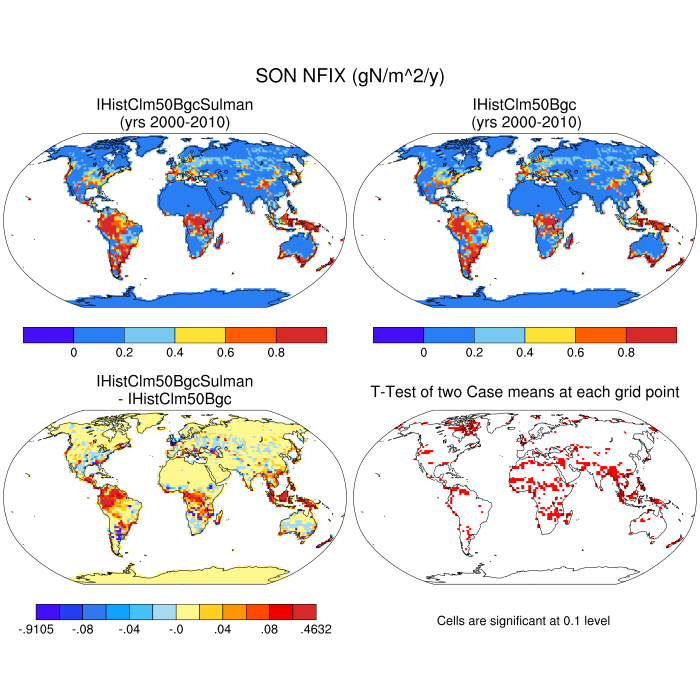 SON NFIX (gN/m^2/y)
IHistClm50BgcSulman
(yrs 2000-2010)
IHistClm50Bgc
(yrs 2000-2010)
0 0.2 0.4 0.6 0.8
0 0.2 0.4 0.6 0.8
IHistClm50BgcSulman
- IHistClm50Bgc
T-Test of two Case means at each grid point
-.9105 -.08 -.04 -.0 .04 .08 .4632
Cells are significant at 0.1 level